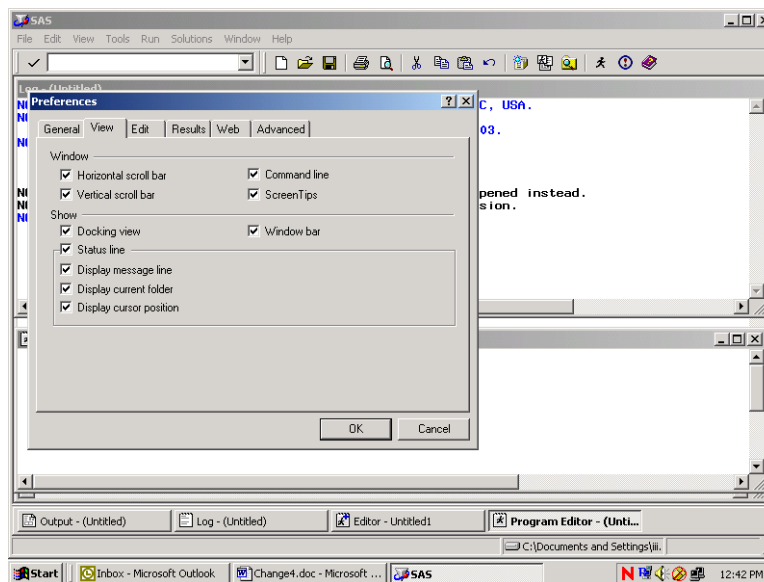 SAS
File Edit View Tools Run Solutions Window Help
Log - (Untitled)
Preferences
C, USA.
03.
General View Edit Results Web Advanced
Window
Horizontal scroll bar Command line
Vertical scroll bar ScreenTips
pened instead.
sion.
Show
Docking view Window bar
Status line
Display message line
Display current folder
Display cursor position
OK Cancel
Output - (Untitled) Log - (Untitled) Editor - Untitled1 Program Editor - (Unti...
C:\Documents and Settings\iii.
Start Inbox - Microsoft Outlook Change4.doc - Microsoft ... SAS N 12:42 PM